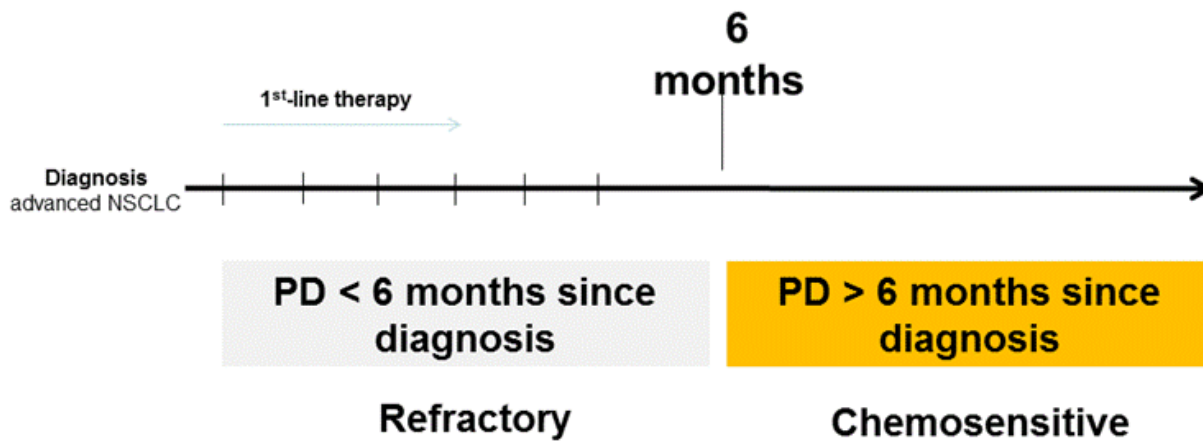 6
months
1st-line therapy
Diagnosis
advanced NSCLC
PD < 6 months since
diagnosis
PD > 6 months since
diagnosis
Refractory
Chemosensitive